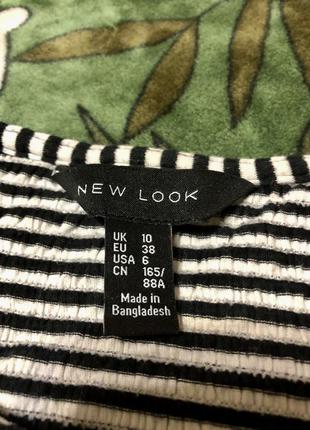 NEW LOOK
UK 10
EU 38
USA 6
CN 165/
88A
Made in
Bangladesh